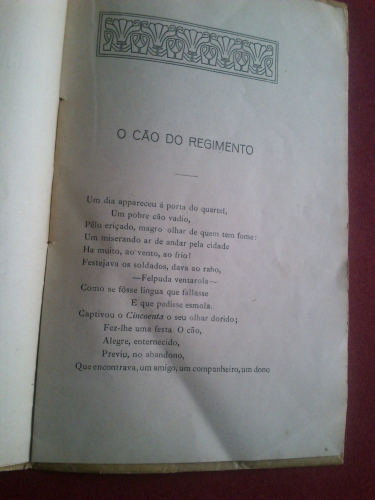 O CÃO DO REGIMENTO
Um dia appareceu á porta do quartel,
Um pobre cão vadio,
Pêlo eriçado, magro olhar de quem tem fome:
Um miserando ar de andar pela cidade
Ha muito, ao vento, ao frio!
Festejava os soldados, dava ao rabo,
—Felpuda ventarola—
Como se fôsse lingua que fallasse
E que pedisse esmola.
Captivou o Cincoenta o seu olhar dorido;
Fez-lhe uma festa. O cão,
Alegre, enternecido,
Previu, no abandono,
Que encontrava, um amigo, um companheiro, um dono